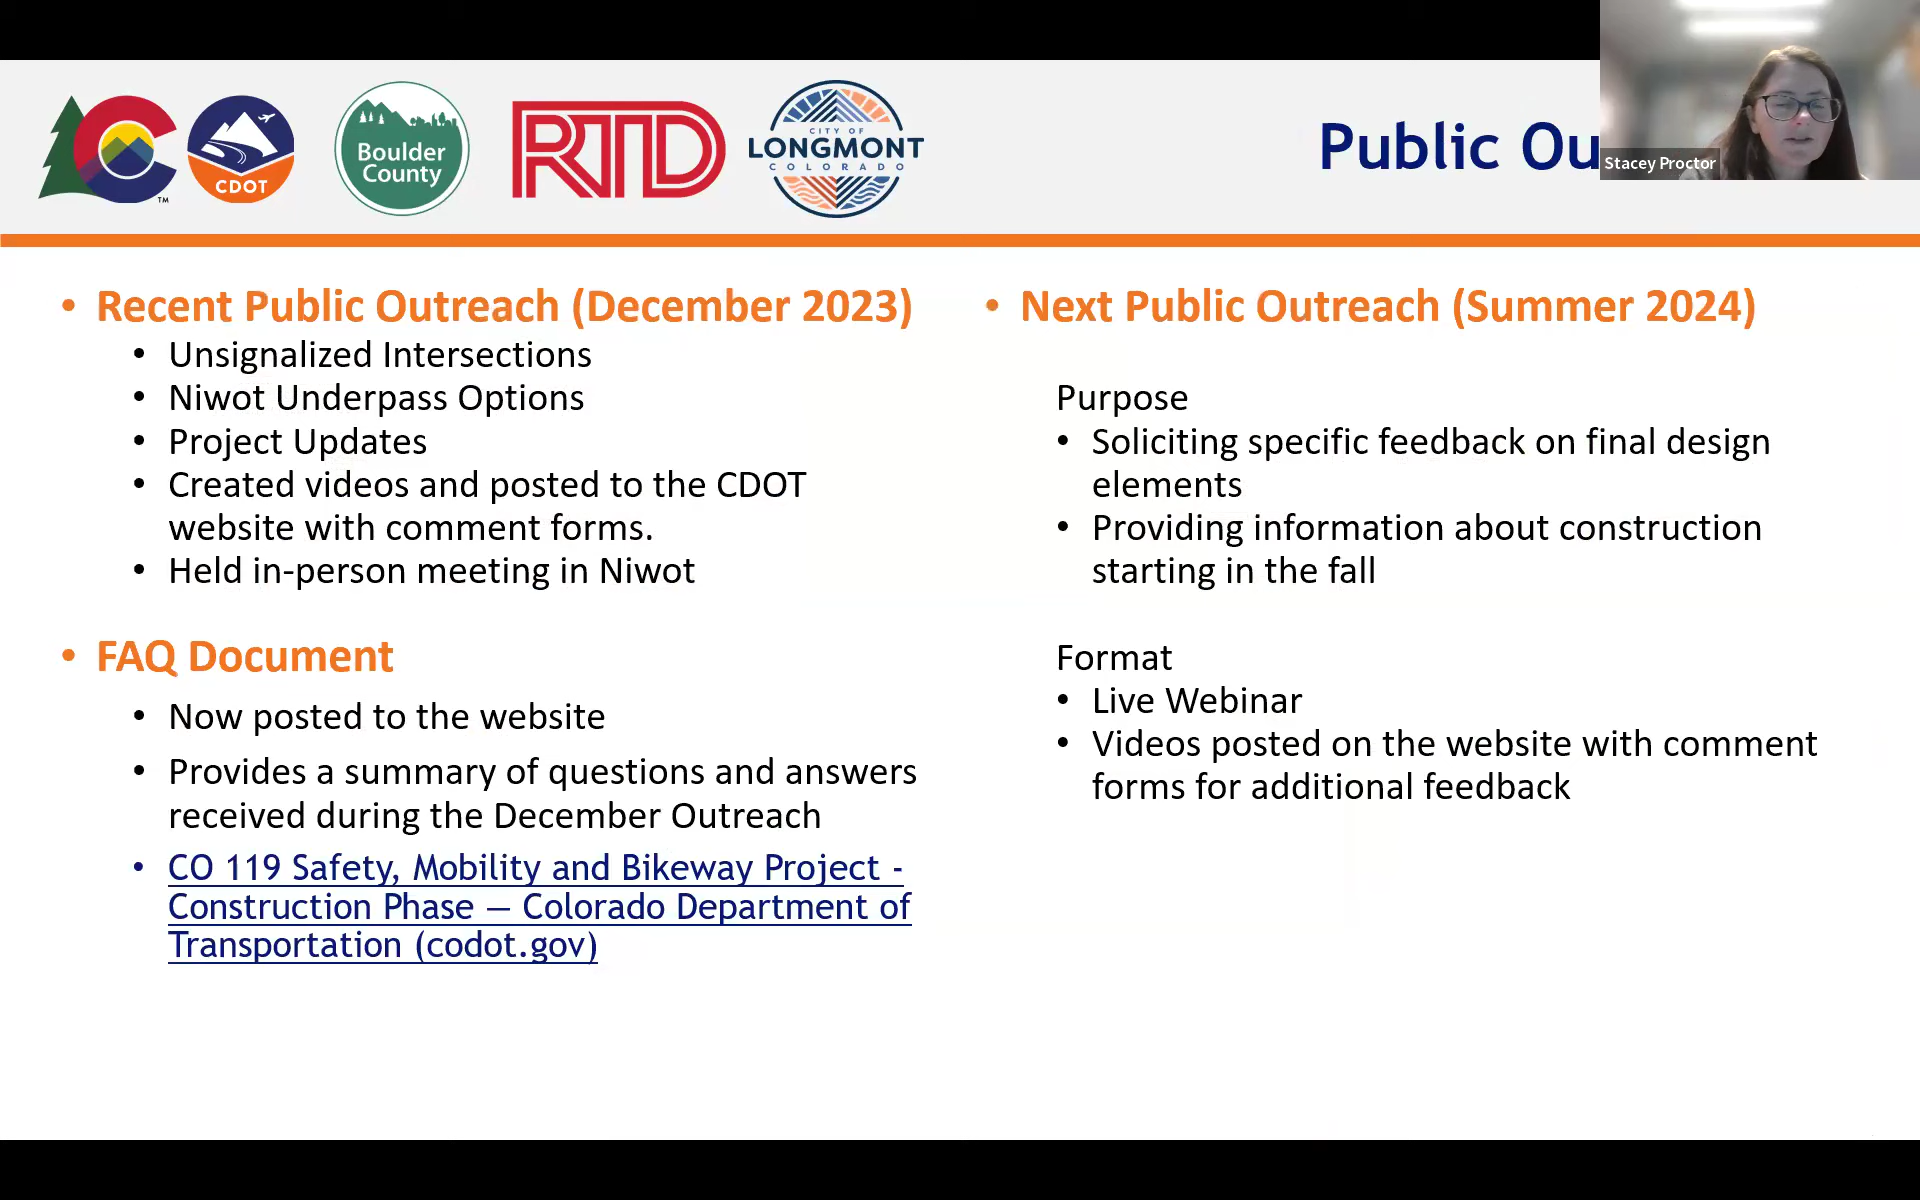 TM
CDOT
Boulder
County
RTD
CITY OF
LONGMONT
COLORADO
Public Ou
Stacey Proctor
• Recent Public Outreach (December 2023)
• Unsignalized Intersections
• Niwot Underpass Options
• Project Updates
• Created videos and posted to the CDOT
website with comment forms.
• Held in-person meeting in Niwot
• FAQ Document
• Now posted to the website
• Provides a summary of questions and answers
received during the December Outreach
• CO 119 Safety, Mobility and Bikeway Project -
Construction Phase — Colorado Department of
Transportation (codot.gov)
• Next Public Outreach (Summer 2024)
Purpose
• Soliciting specific feedback on final design
elements
• Providing information about construction
starting in the fall
Format
• Live Webinar
• Videos posted on the website with comment
forms for additional feedback